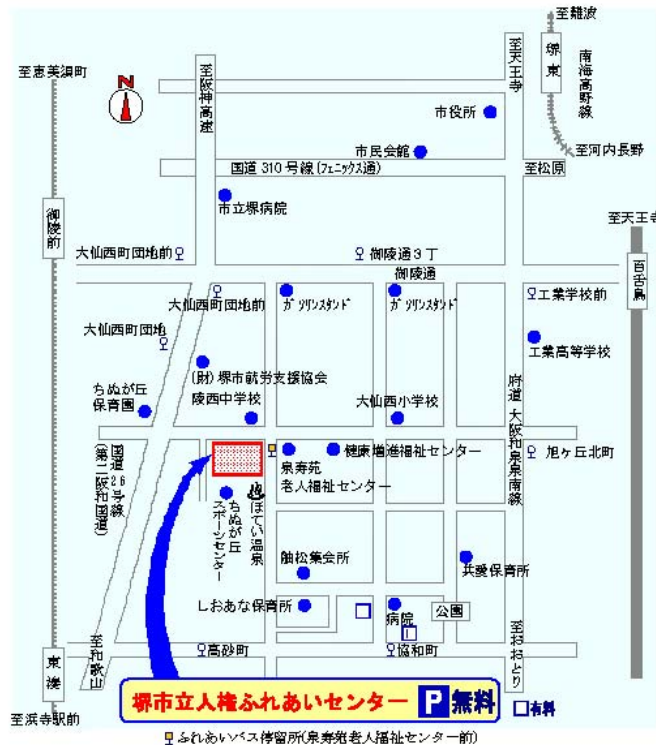 至難波
至天王寺
堺東
南海高野線
至恵美須町
N
至阪神高速
市役所
市民会館
至河内長野
国道310号線(フェニックス通)
至松原
市立堺病院
御陵前
至天王寺
大仙西町団地前
御陵通3丁
御陵通
百舌鳥
大仙西町団地前
ガソリンスタンド
ガソリンスタンド
工業学校前
大仙西町団地
工業高等学校
(財)堺市就労支援協会
ちぬが丘
保育園
陵西中学校
大仙西小学校
府道大阪和泉泉南線
国道26号線
(第二阪和国道)
健康増進福祉センター
旭ヶ丘北町
泉寿苑
老人福祉センター
ほてい温泉
ちぬが丘
スポーツセンター
舳松集会所
共愛保育所
しおあな保育所
病院
公園
至和歌山
至おおとり
高砂町
協和町
東湊
堺市立人権ふれあいセンター P 無料
有料
至浜寺駅前
ふれあいバス停留所(泉寿苑老人福祉センター前)